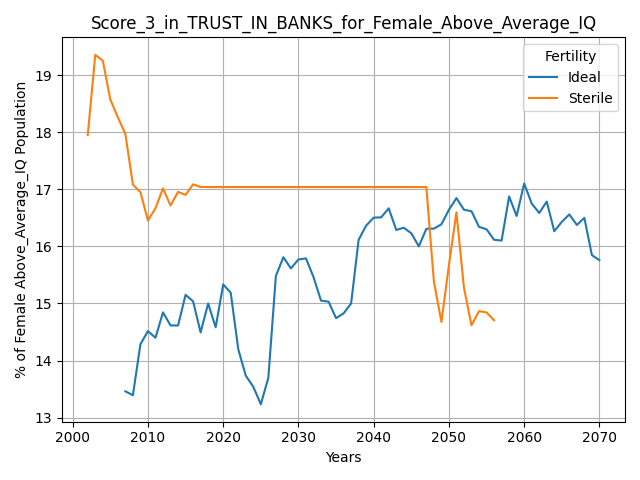 Score_3_in_TRUST_IN_BANKS_for_Female_Above_Average_IQ
% of Female Above_Average_IQ Population
19
18
17
16
15
14
13
Fertility
Ideal
Sterile
2000 2010 2020 2030 2040 2050 2060 2070
Years